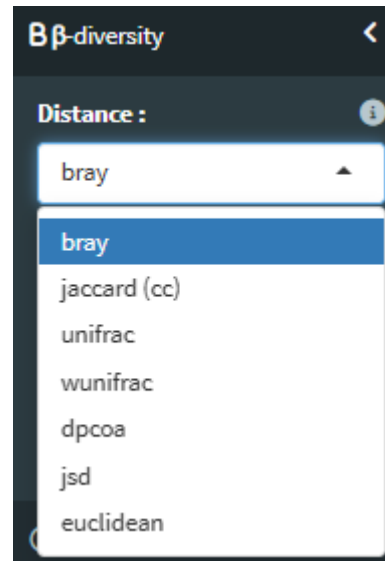 B β-diversity
Distance :
bray
bray
jaccard (cc)
unifrac
wunifrac
dpcoa
jsd
euclidean